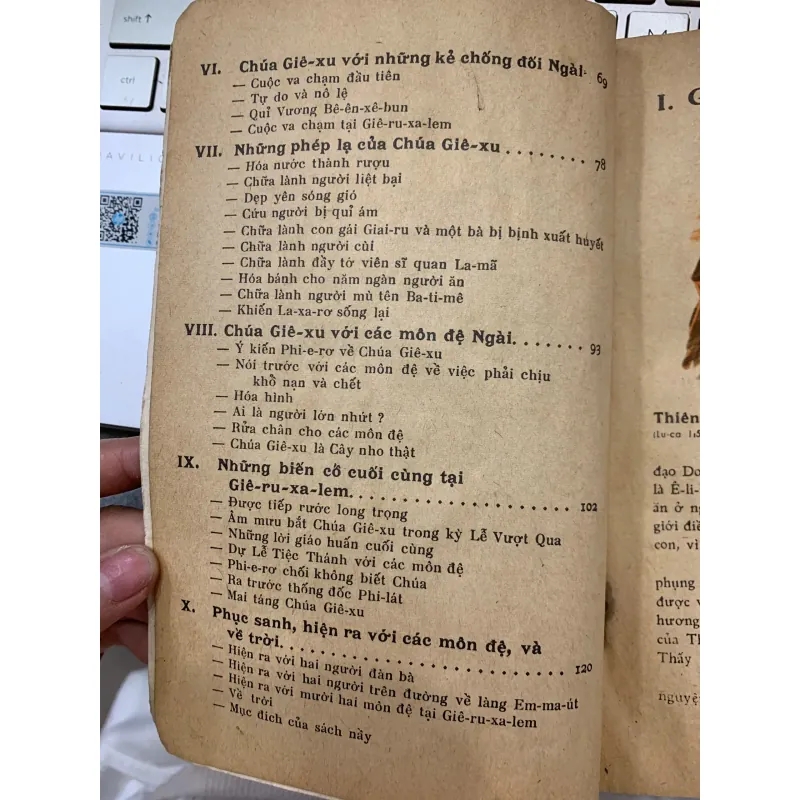 shift
ctrl
alt
AVILIO
M
VI. Chúa Giê-xu với những kẻ chống đối Ngài. 69
— Cuộc va chạm đầu tiên
— Tự do và nô lệ
— Quỉ Vương Bê-ên-xê-bun
— Cuộc va chạm tại Giê-ru-xa-lem
VII. Những phép lạ của Chúa Giê-xu . . . . . . . . 78
— Hóa nước thành rượu
— Chữa lành người liệt bại
— Dẹp yên sóng gió
— Cứu người bị quỉ ám
— Chữa lành con gái Giai-ru và một bà bị bịnh xuất huyết
— Chữa lành người cùi
— Chữa lành đầy tớ viên sĩ quan La-mã
— Hóa bánh cho năm ngàn người ăn
— Chữa lành người mù tên Ba-ti-mê
— Khiến La-xa-rơ sống lại
VIII. Chúa Giê-xu với các môn đệ Ngài. . . . . . . 93
— Ý kiến Phi-e-rơ về Chúa Giê-xu
— Nói trước với các môn đệ về việc phải chịu
khổ nạn và chết
— Hóa hình
— Ai là người lớn nhứt ?
— Rửa chân cho các môn đệ
— Chúa Giê-xu là Cây nho thật
IX. Những biến cố cuối cùng tại
Giê-ru-xa-lem. . . . . . . . . . . . . . . . . . . . 102
— Được tiếp rước long trọng
— Âm mưu bắt Chúa Giê-xu trong kỳ Lễ Vượt Qua
— Những lời giáo huấn cuối cùng
— Dự Lễ Tiệc Thánh với các môn đệ
— Phi-e-rơ chối không biết Chúa
— Ra trước thống đốc Phi-lát
— Mai táng Chúa Giê-xu
X. Phục sanh, hiện ra với các môn đệ, và
về trời. . . . . . . . . . . . . . . . . . . . . . . . 120
— Hiện ra với hai người đàn bà
— Hiện ra với hai người trên đường về làng Em-ma-út
— Hiện ra với mười hai môn đệ tại Giê-ru-xa-lem
— Về trời
— Mục đích của sách này
I.
Thiên
đạo Do
là Ê-li-
ăn ở n
giới điề
con, vì
phụng
được v
hương
của Th
Thấy
nguyệ